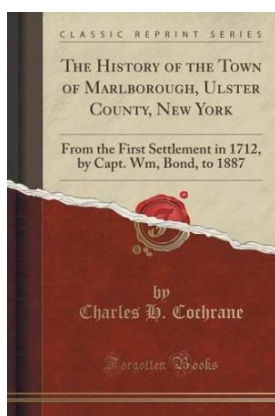 CLASSIC REPRINT SERIES
THE HISTORY OF THE TOWN
OF MARLBOROUGH, ULSTER
COUNTY, NEW YORK
From the First Settlement in 1712,
by Capt. Wm, Bond, to 1887
by
Charles H. Cochrane
Forgotten Books